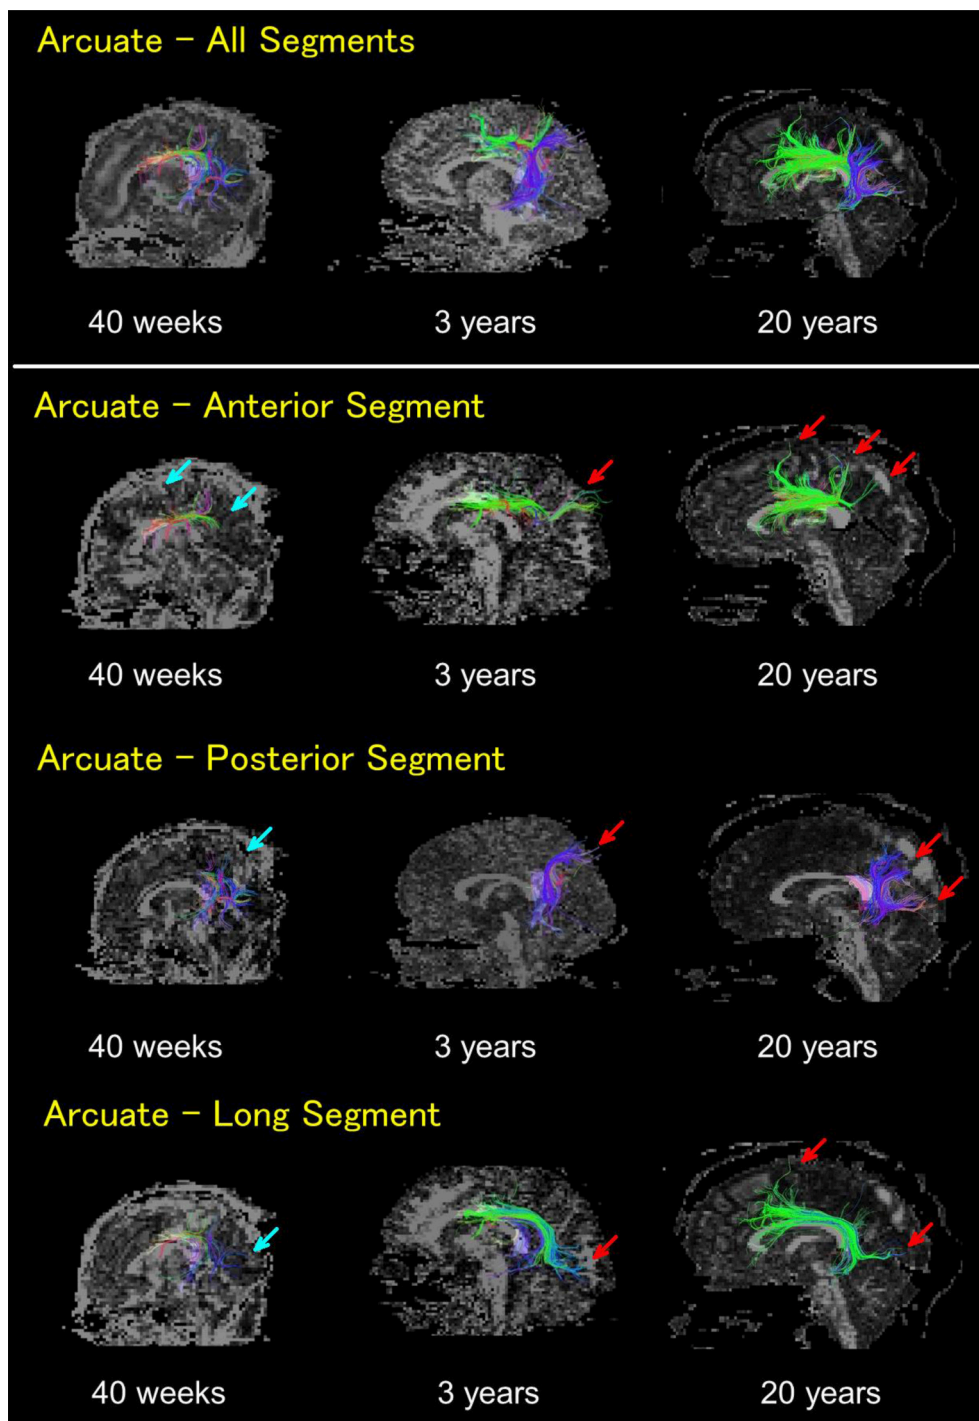 Arcuate – All Segments
40 weeks 3 years 20 years
Arcuate – Anterior Segment
40 weeks 3 years 20 years
Arcuate – Posterior Segment
40 weeks 3 years 20 years
Arcuate – Long Segment
40 weeks 3 years 20 years